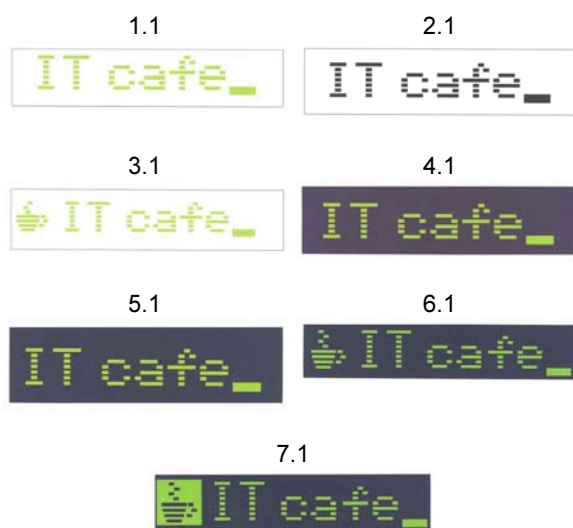 1.1
2.1
IT cafe_
IT cafe_
3.1
4.1
IT cafe_
IT cafe_
5.1
6.1
IT cafe_
IT cafe_
7.1
IT cafe_